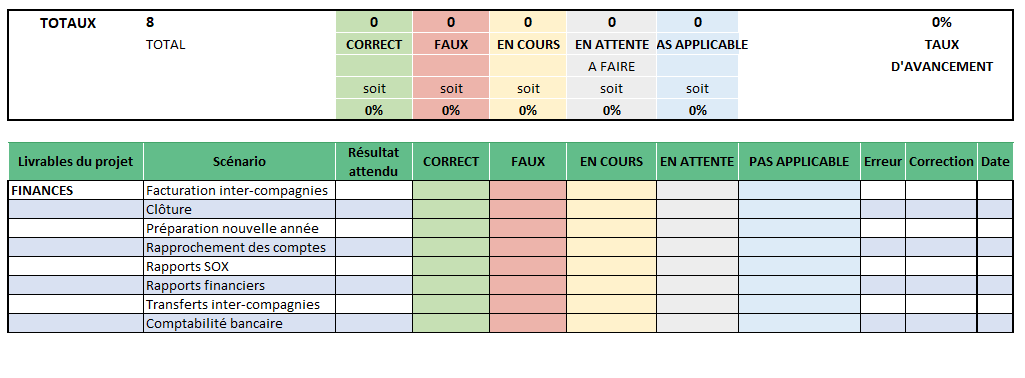 TOTAUX 8 0 0 0 0 0 0%
TOTAL CORRECT FAUX EN COURS EN ATTENTE AS APPLICABLE TAUX
A FAIRE D'AVANCEMENT
soit soit soit soit soit
0% 0% 0% 0% 0%
Livrables du projet Scénario Résultat attendu CORRECT FAUX EN COURS EN ATTENTE PAS APPLICABLE Erreur Correction Date
FINANCES Facturation inter-compagnies
Clôture
Préparation nouvelle année
Rapprochement des comptes
Rapports SOX
Rapports financiers
Transferts inter-compagnies
Comptabilité bancaire